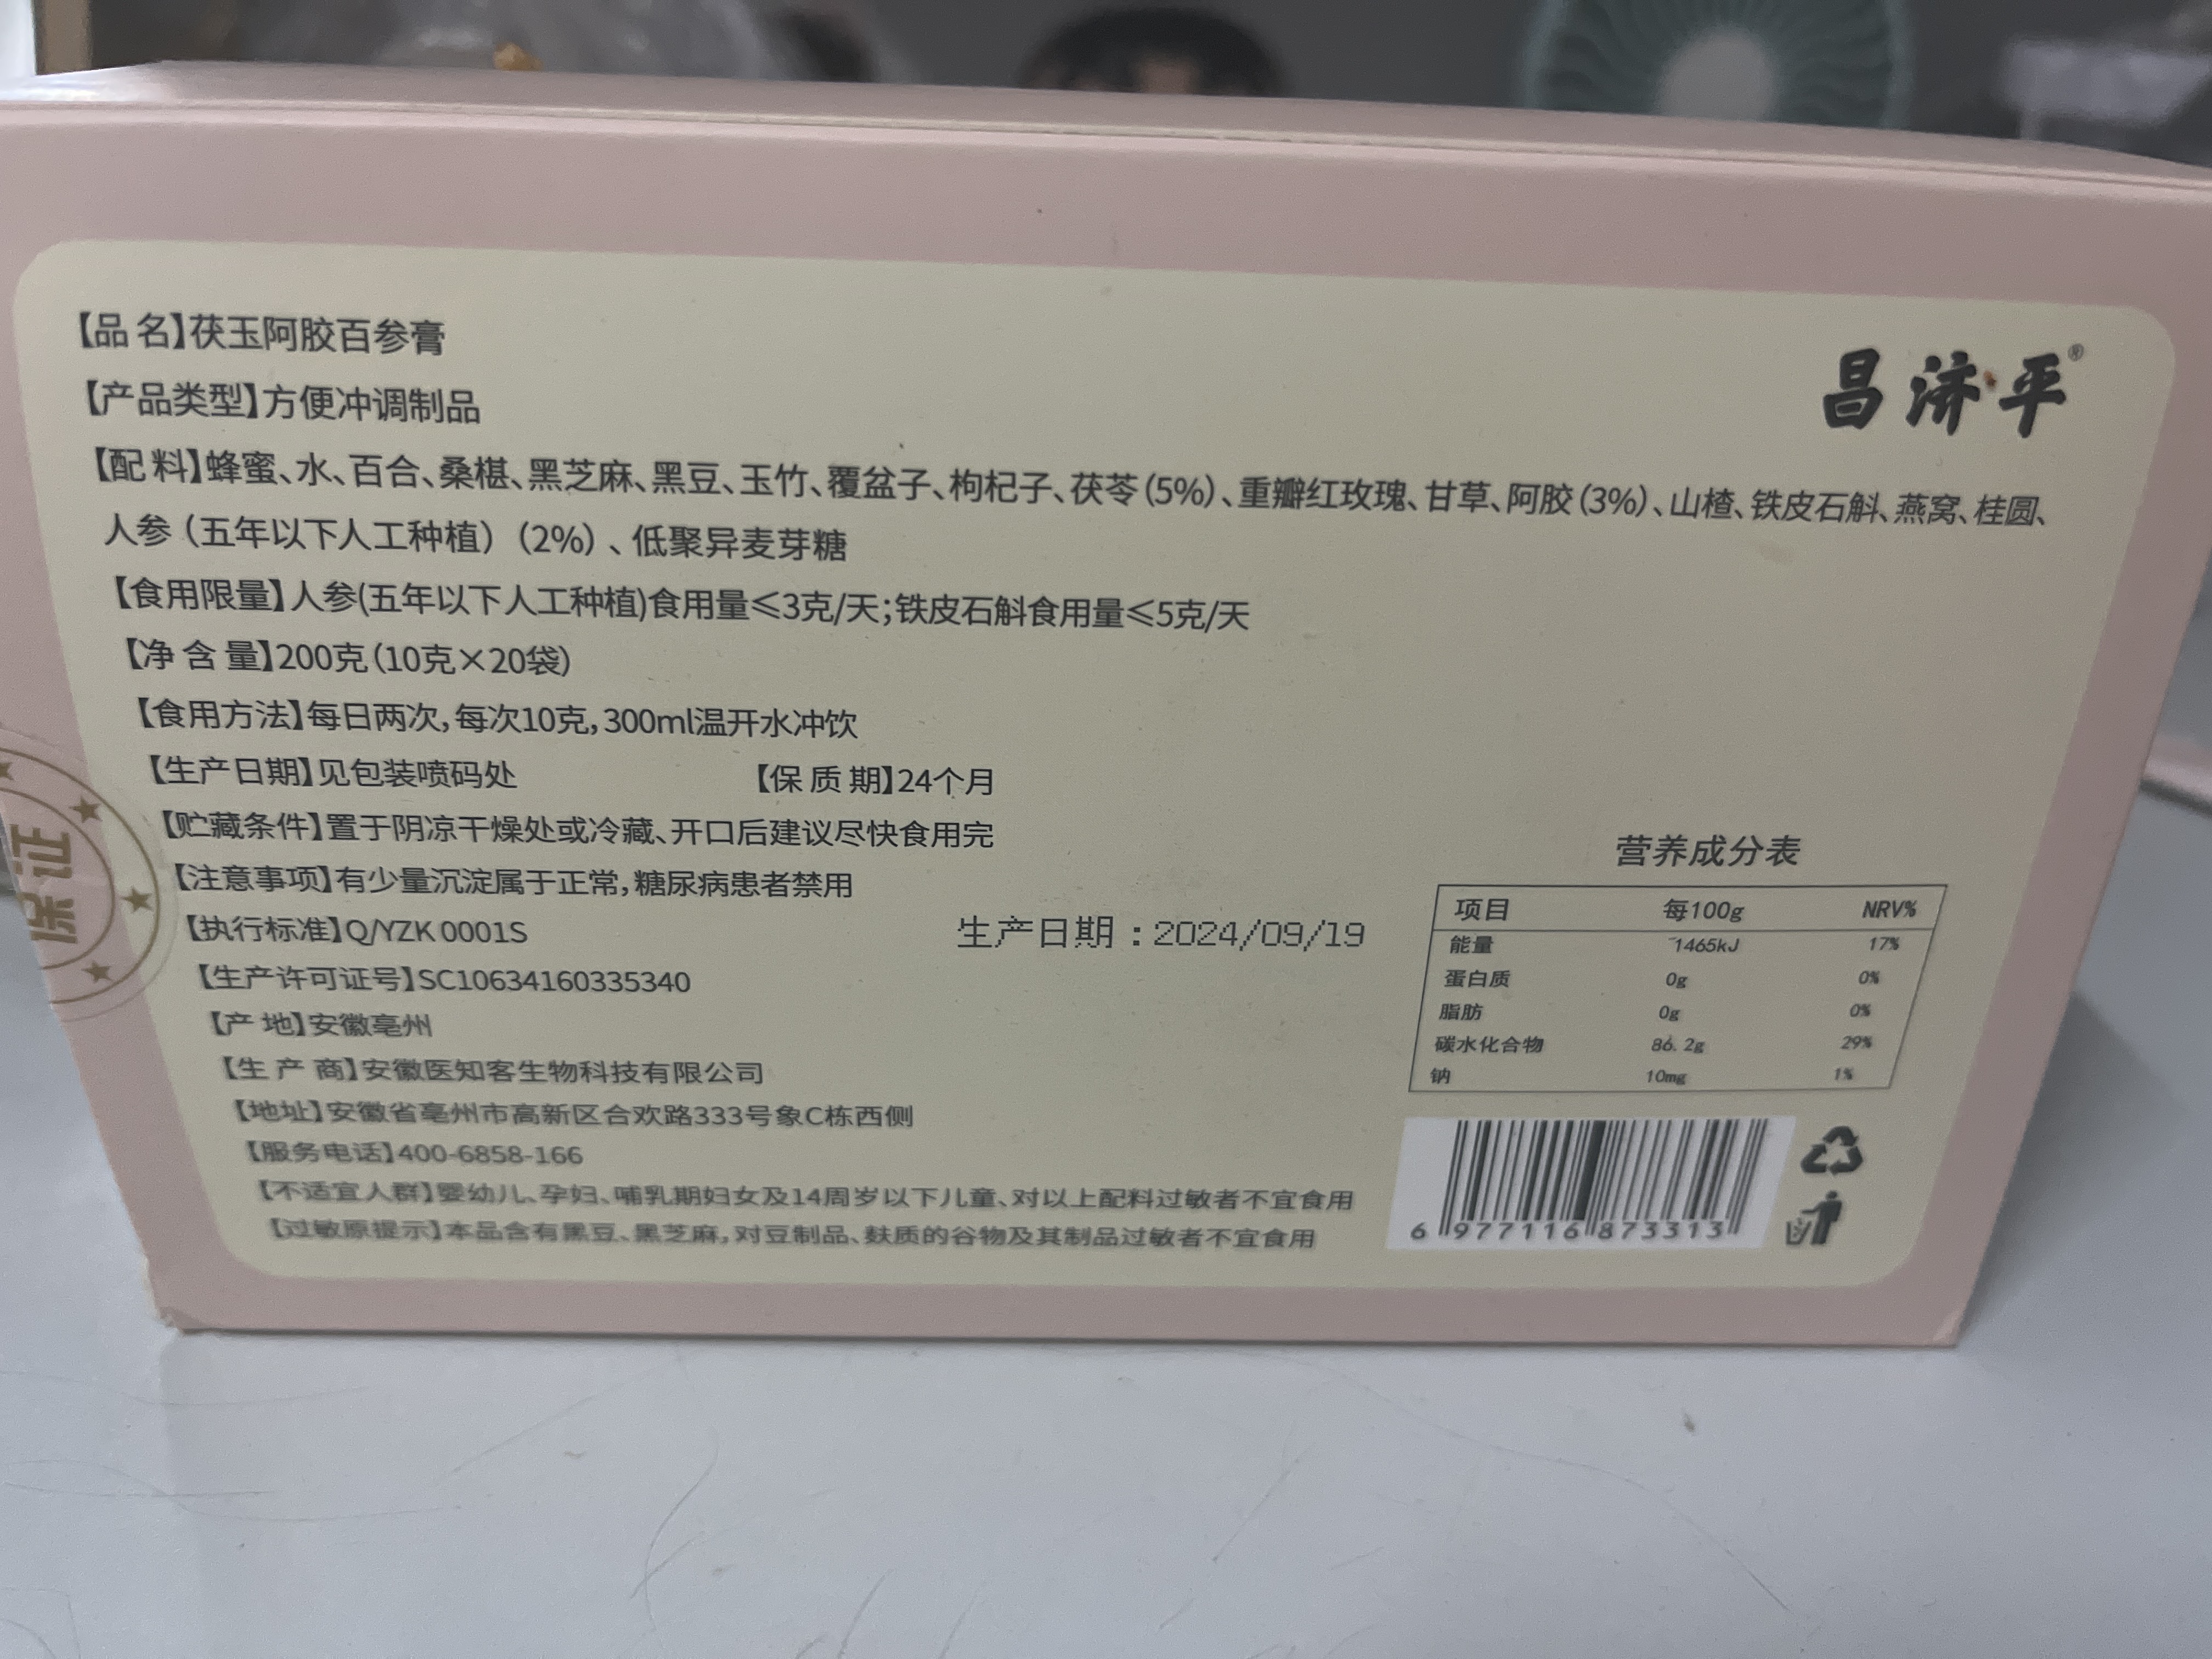 【品 名】茯玉阿胶百参膏
昌济平®
【产品类型】方便冲调制品
【配 料】蜂蜜、水、百合、桑椹、黑芝麻、黑豆、玉竹、覆盆子、枸杞子、茯苓(5%)、重瓣红玫瑰、甘草、阿胶(3%)、山楂、铁皮石斛、燕窝、桂圆、
人参（五年以下人工种植）（2%）、低聚异麦芽糖
【食用限量】人参(五年以下人工种植)食用量≤3克/天;铁皮石斛食用量≤5克/天
【净 含 量】200克(10克×20袋)
【食用方法】每日两次,每次10克,300ml温开水冲饮
【生产日期】见包装喷码处 【保 质 期】24个月
【贮藏条件】置于阴凉干燥处或冷藏、开口后建议尽快食用完
【注意事项】有少量沉淀属于正常,糖尿病患者禁用
【执行标准】Q/YZK 0001S
生产日期：2024/09/19
【生产许可证号】SC10634160335340
【产 地】安徽亳州
【生 产 商】安徽医知客生物科技有限公司
【地址】安徽省亳州市高新区合欢路333号象C栋西侧
【服务电话】400-6858-166
【不适宜人群】婴幼儿、孕妇、哺乳期妇女及14周岁以下儿童、对以上配料过敏者不宜食用
【过敏原提示】本品含有黑豆、黑芝麻,对豆制品、麸质的谷物及其制品过敏者不宜食用
保证
营养成分表
项目 每100g NRV%
能量 1465kJ 17%
蛋白质 0g 0%
脂肪 0g 0%
碳水化合物 86.2g 29%
钠 10mg 1%
6 977116 873313